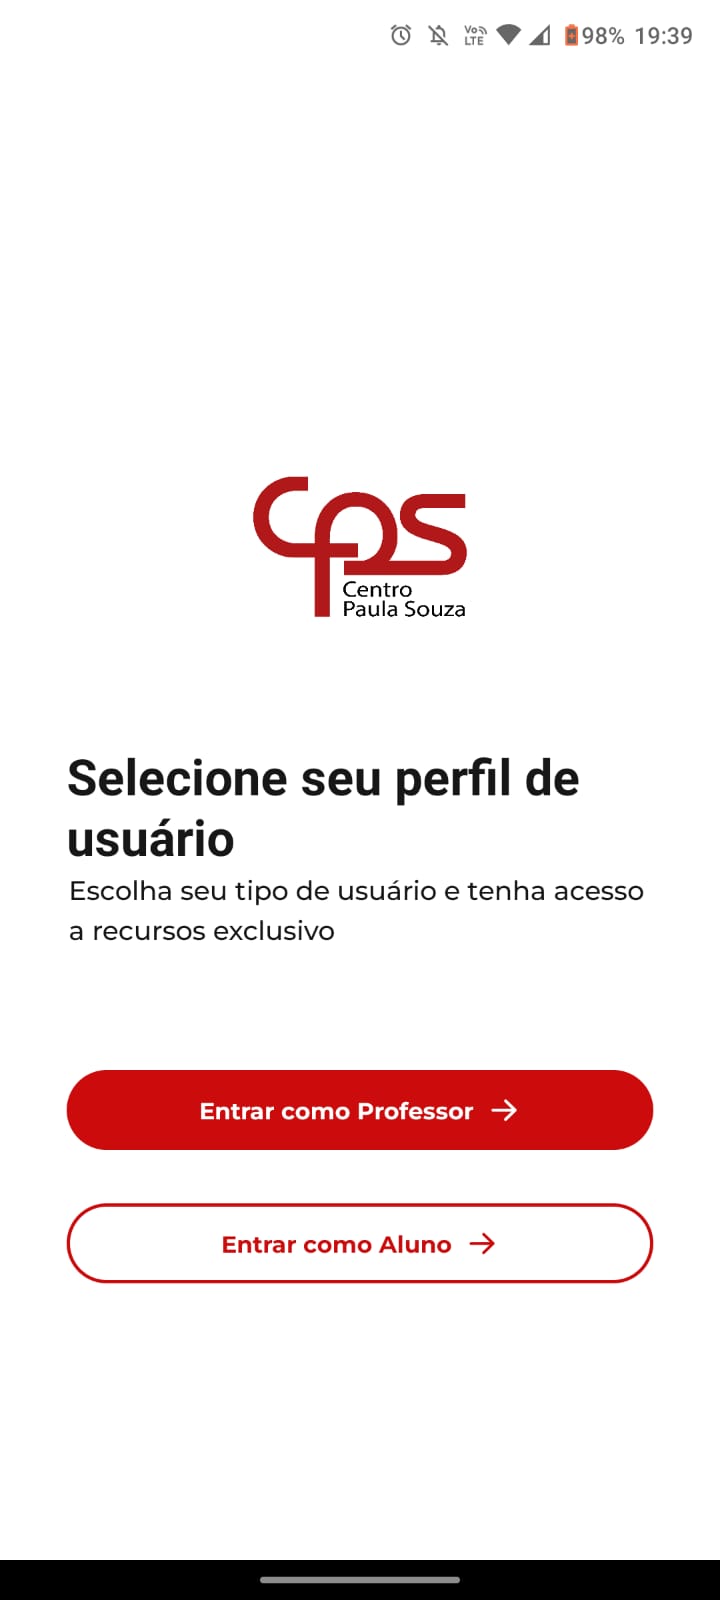 Vo) LTE 98% 19:39
cps
Centro
Paula Souza
Selecione seu perfil de
usuário
Escolha seu tipo de usuário e tenha acesso
a recursos exclusivo
Entrar como Professor →
Entrar como Aluno →